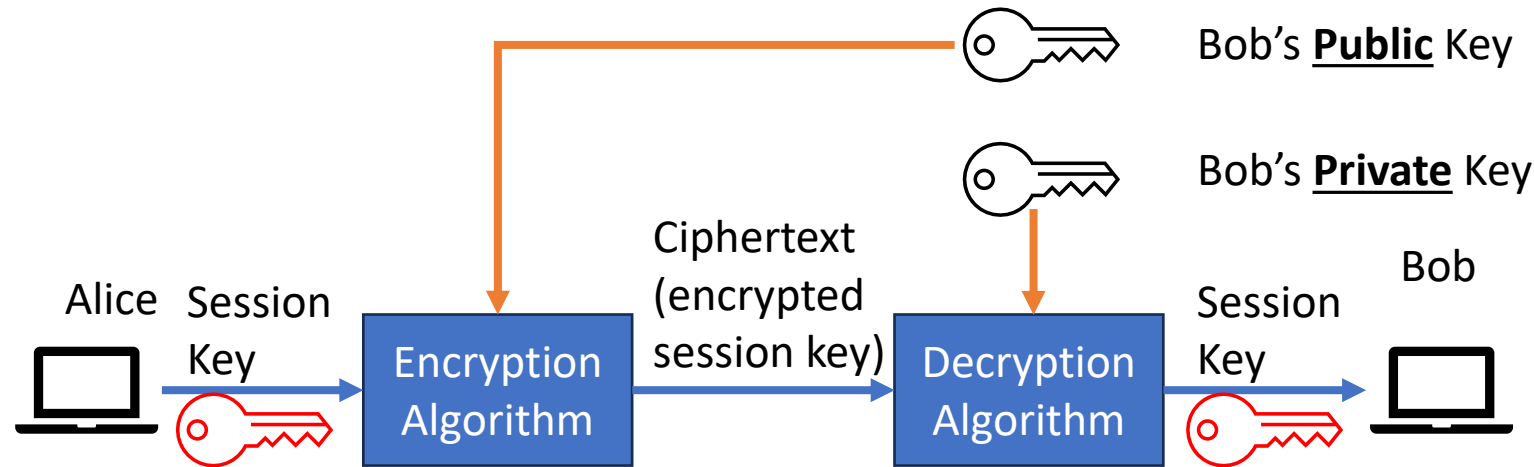 Bob’s Public Key
Bob’s Private Key
Alice
Session
Key
Encryption
Algorithm
Ciphertext
(encrypted
session key)
Decryption
Algorithm
Session
Key
Bob